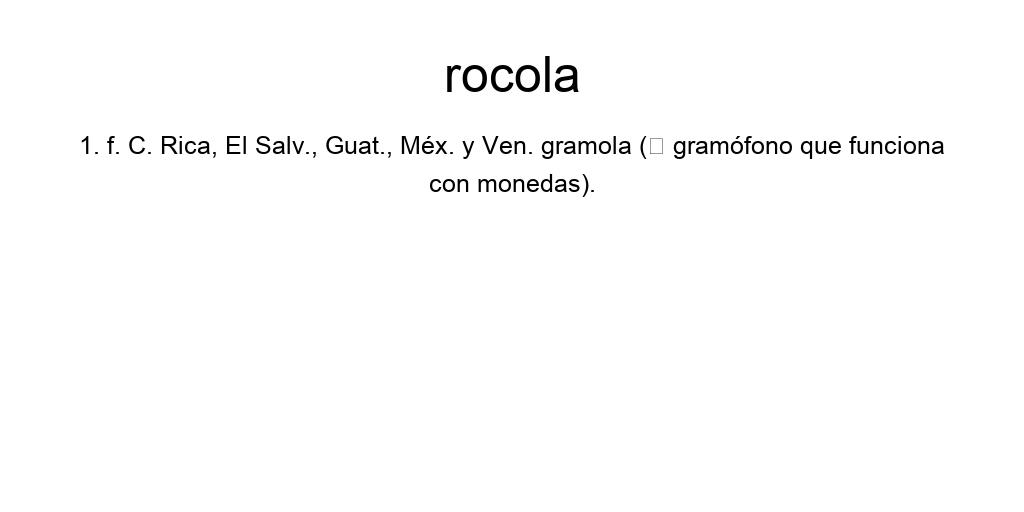 rocola
1. f. C. Rica, El Salv., Guat., Méx. y Ven. gramola (▯ gramófono que funciona
con monedas).